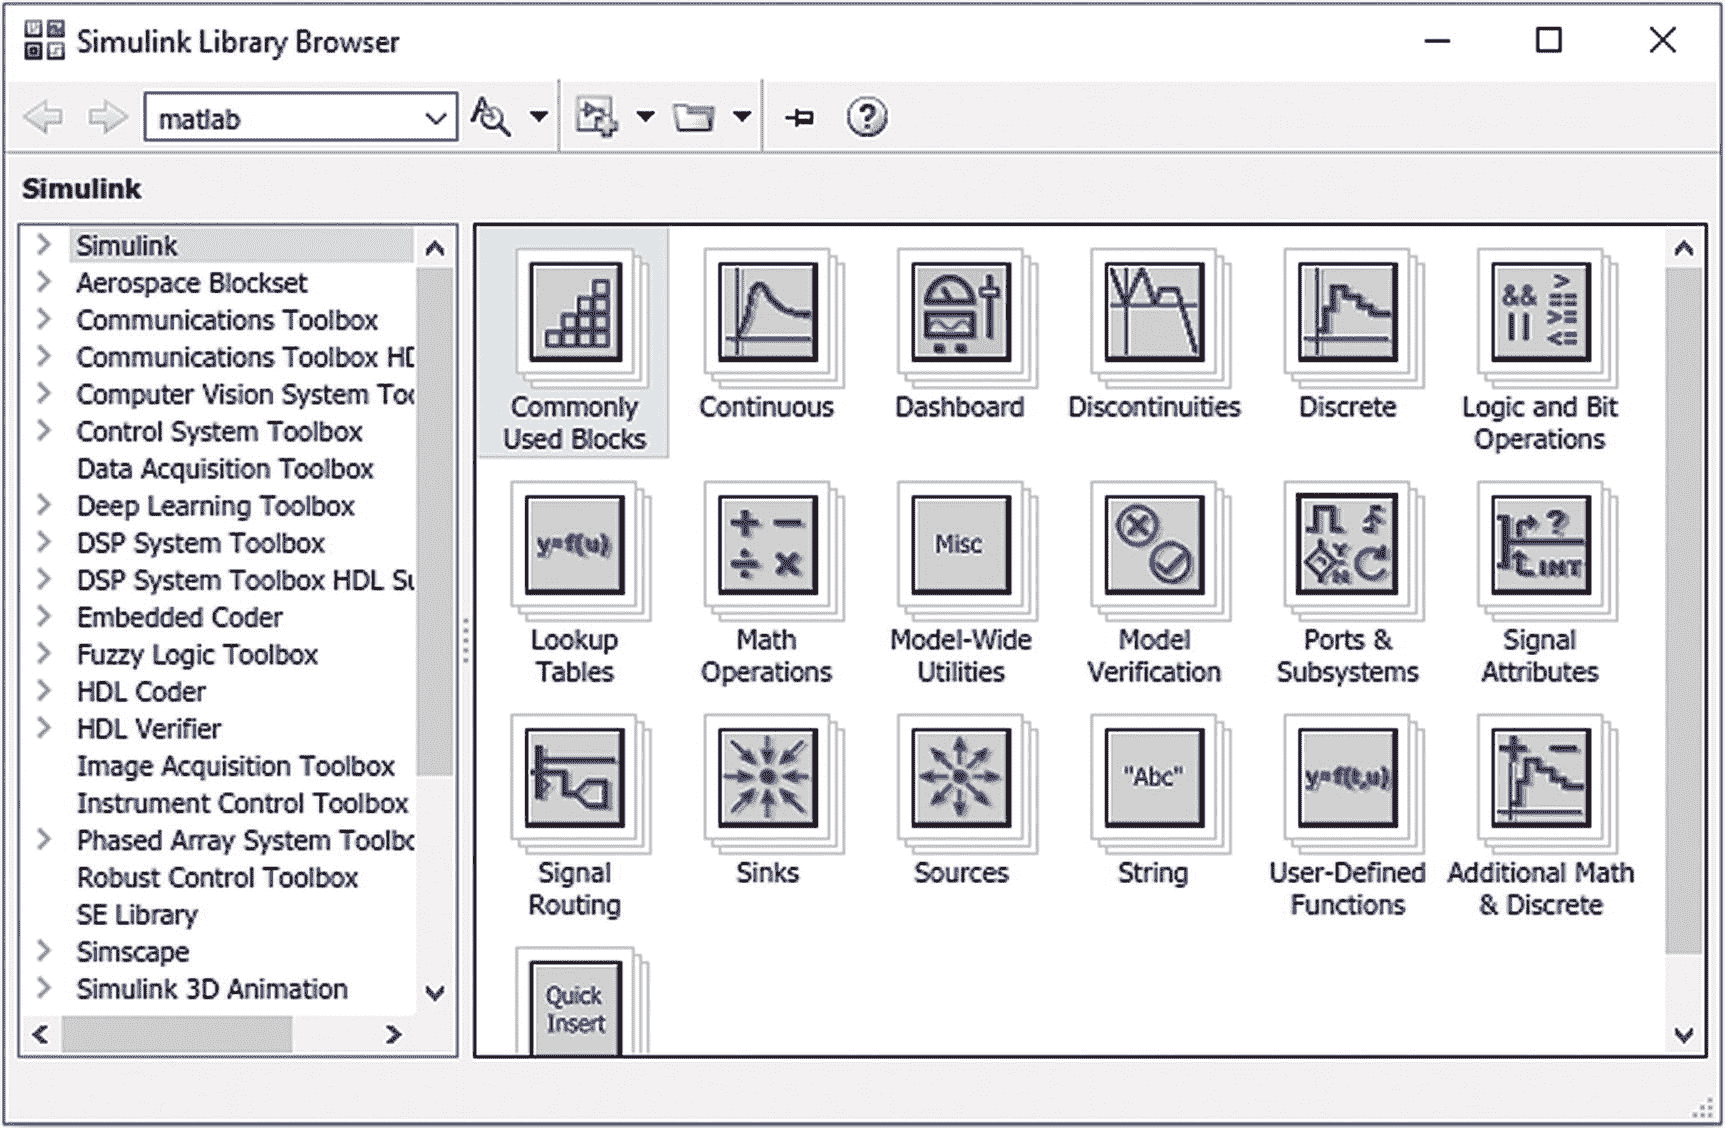 Simulink Library Browser
matlab
Simulink
Simulink
Aerospace Blockset
Communications Toolbox
Communications Toolbox HD
Computer Vision System Too
Control System Toolbox
Data Acquisition Toolbox
Deep Learning Toolbox
DSP System Toolbox
DSP System Toolbox HDL Su
Embedded Coder
Fuzzy Logic Toolbox
HDL Coder
HDL Verifier
Image Acquisition Toolbox
Instrument Control Toolbox
Phased Array System Toolbo
Robust Control Toolbox
SE Library
Simscape
Simulink 3D Animation
&& >
== 
|| >=
<=
Commonly
Used Blocks
Continuous
Dashboard
Discontinuities
Discrete
Logic and Bit
Operations
y=f(u)
+ −
÷ ×
Misc
Y
N
?
INT
Lookup
Tables
Math
Operations
Model-Wide
Utilities
Model
Verification
Ports &
Subsystems
Signal
Attributes
"Abc"
y=f(t,u)
+ −
Signal
Routing
Sinks
Sources
String
User-Defined
Functions
Additional Math
& Discrete
Quick
Insert